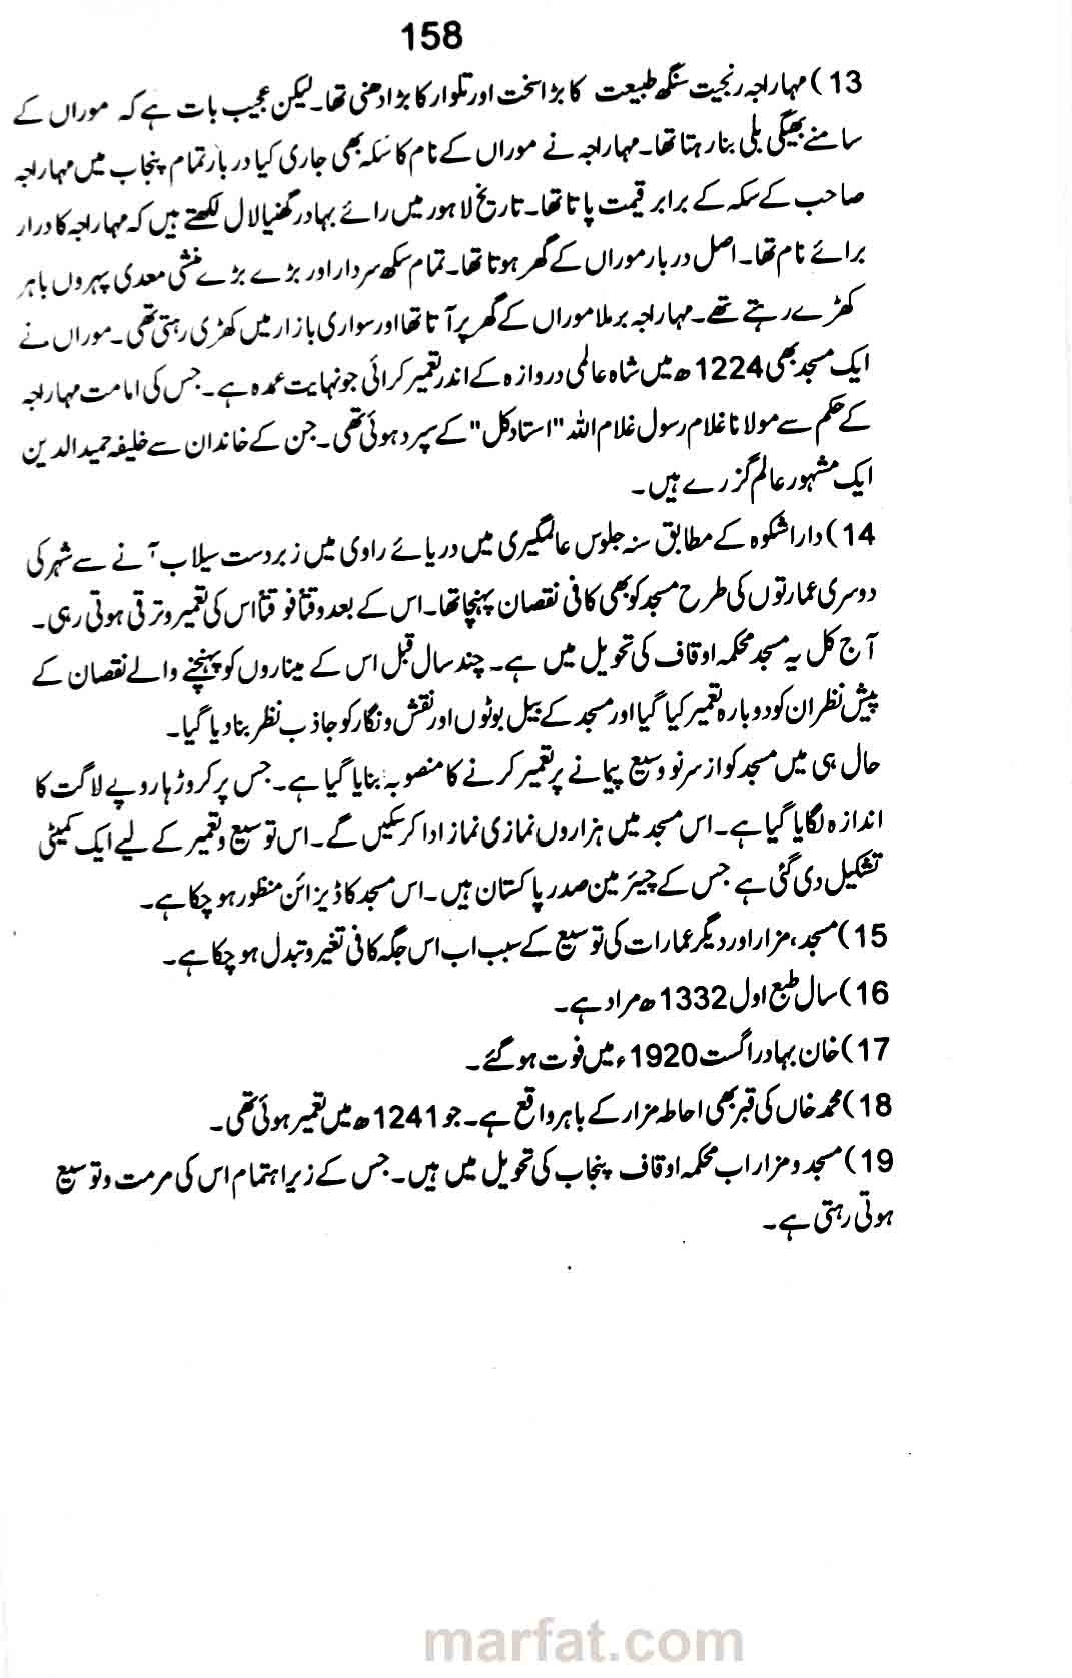 158
13) مہاراجہ رنجیت سنگھ طبیعت کا بڑا سخت اور تلوار کا بڑا دھنی تھا۔ لیکن عجیب بات ہے کہ موراں کے
سامنے بھیگی بلی بنا رہتا تھا۔ مہاراجہ نے موراں کے نام کا سکہ بھی جاری کیا دربار تمام پنجاب میں مہاراجہ
صاحب کے سکہ کے برابر قیمت پاتا تھا۔ تاریخ لاہور میں رائے بہادر گھنیا لال لکھتے ہیں کہ مہاراجہ کا درار
برائے نام تھا۔ اصل دربار موراں کے گھر ہوتا تھا۔ تمام سکھ سردار اور بڑے بڑے منشی معدی پہروں باہر
کھڑے رہتے تھے۔ مہاراجہ برملا موراں کے گھر پر آتا تھا اور سواری بازار میں کھڑی رہتی تھی۔ موراں نے
ایک مسجد بھی 1224ھ میں شاہ عالمی دروازہ کے اندر تعمیر کرائی جو نہایت عمدہ ہے۔ جس کی امامت مہاراجہ
کے حکم سے مولانا غلام رسول غلام اللہ "استاد کل" کے سپرد ہوئی تھی۔ جن کے خاندان سے خلیفہ حمید الدین
ایک مشہور عالم گزرے ہیں۔
14) دارا شکوہ کے مطابق سنہ جلوس عالمگیری میں دریائے راوی میں زبردست سیلاب آنے سے شہر کی
دوسری عمارتوں کی طرح مسجد کو بھی کافی نقصان پہنچا تھا۔ اس کے بعد وقتاً فوقتاً اس کی تعمیر و ترقی ہوتی رہی۔
آج کل یہ مسجد محکمہ اوقاف کی تحویل میں ہے۔ چند سال قبل اس کے میناروں کو پہنچنے والے نقصان کے
پیش نظر ان کو دوبارہ تعمیر کیا گیا اور مسجد کے بیل بوٹوں اور نقش و نگار کو جاذب نظر بنا دیا گیا۔
حال ہی میں مسجد کو از سر نو وسیع پیمانے پر تعمیر کرنے کا منصوبہ بنایا گیا ہے۔ جس پر کروڑ ہا روپے لاگت کا
اندازہ لگایا گیا ہے۔ اس مسجد میں ہزاروں نمازی نماز ادا کر سکیں گے۔ اس توسیع و تعمیر کے لیے ایک کمیٹی
تشکیل دی گئی ہے جس کے چیئرمین صدر پاکستان ہیں۔ اس مسجد کا ڈیزائن منظور ہو چکا ہے۔
15) مسجد، مزار اور دیگر عمارات کی توسیع کے سبب اب اس جگہ کافی تغیر و تبدل ہو چکا ہے۔
16) سال طبع اول 1332ھ مراد ہے۔
17) خان بہادر اگست 1920ء میں فوت ہو گئے۔
18) محمد خاں کی قبر بھی احاطہ مزار کے باہر واقع ہے۔ جو 1241ھ میں تعمیر ہوئی تھی۔
19) مسجد و مزار اب محکمہ اوقاف پنجاب کی تحویل میں ہیں۔ جس کے زیر اہتمام اس کی مرمت و توسیع
ہوتی رہتی ہے۔
marfat.com